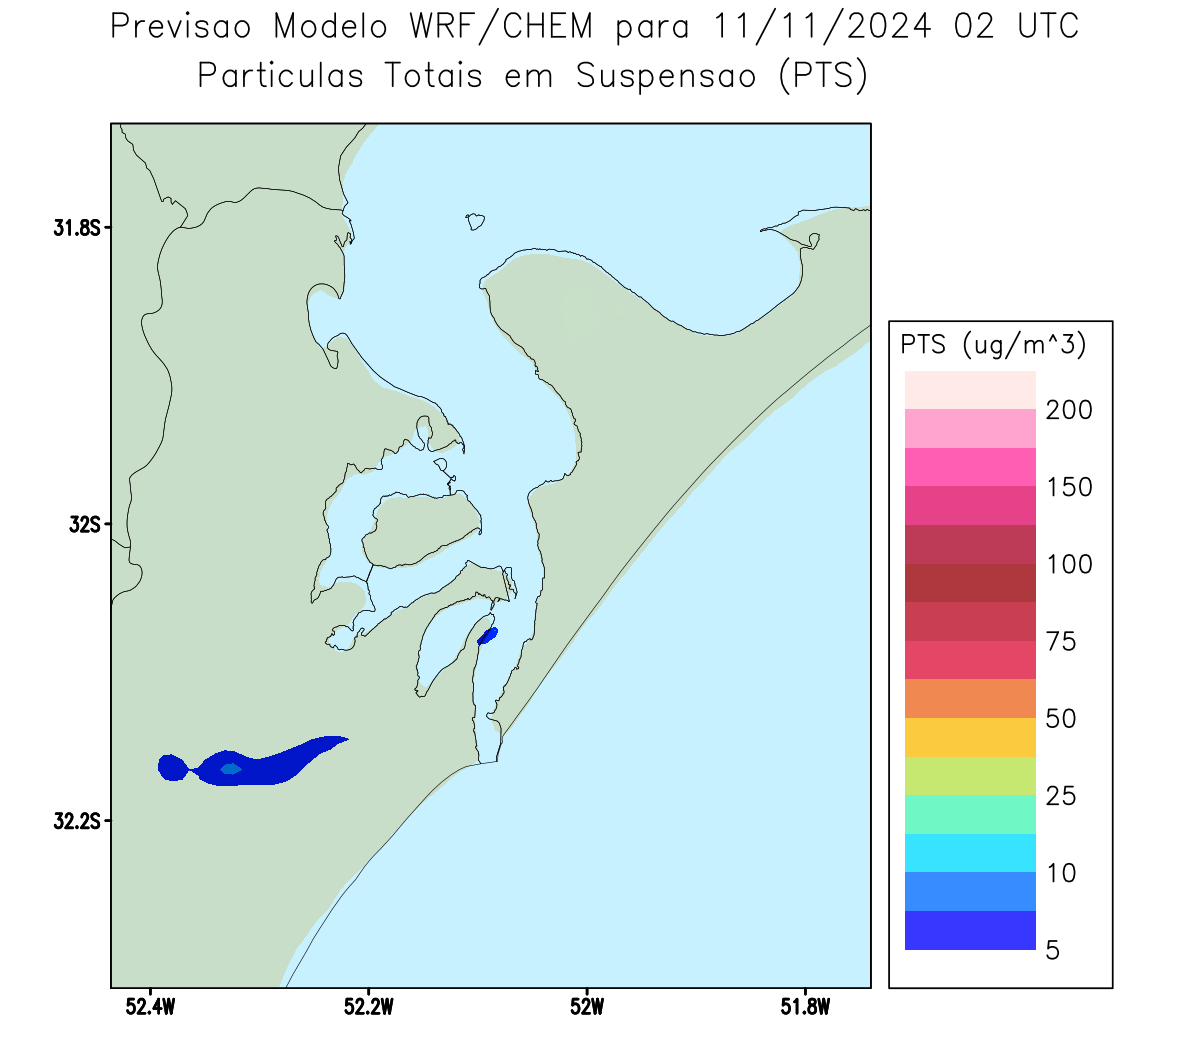 Previsao Modelo WRF/CHEM para 11/11/2024 02 UTC
Particulas Totais em Suspensao (PTS)
31.8S
32S
32.2S
52.4W
52.2W
52W
51.8W
PTS (ug/m^3)
200
150
100
75
50
25
10
5